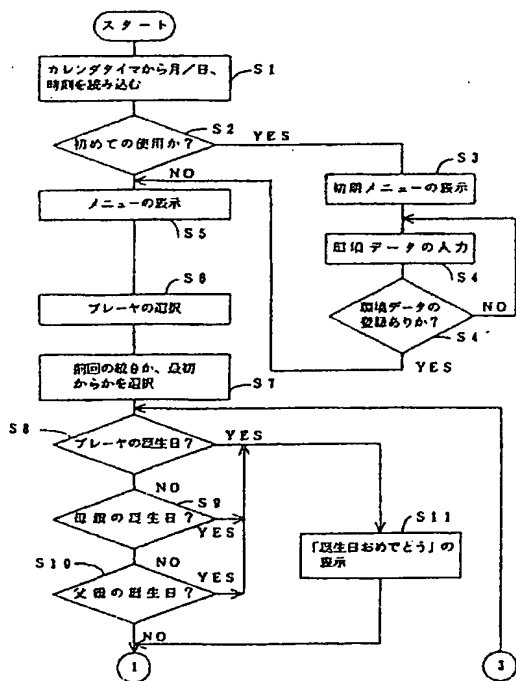 スタート
カレンダタイマから月/日、
時刻を読み込む
S1
初めての使用か?
S2
YES
NO
S3
初期メニューの表示
メニューの表示
S5
環境データの入力
S4
S6
プレーヤの選択
環境データの
登録ありか?
NO
S4
YES
前回の続きか、最初
からかを選択
S7
S8
プレーヤの誕生日?
YES
NO
S9
母親の誕生日?
YES
S11
「誕生日おめでとう」の
表示
NO
S10
父親の誕生日?
YES
NO
1
3